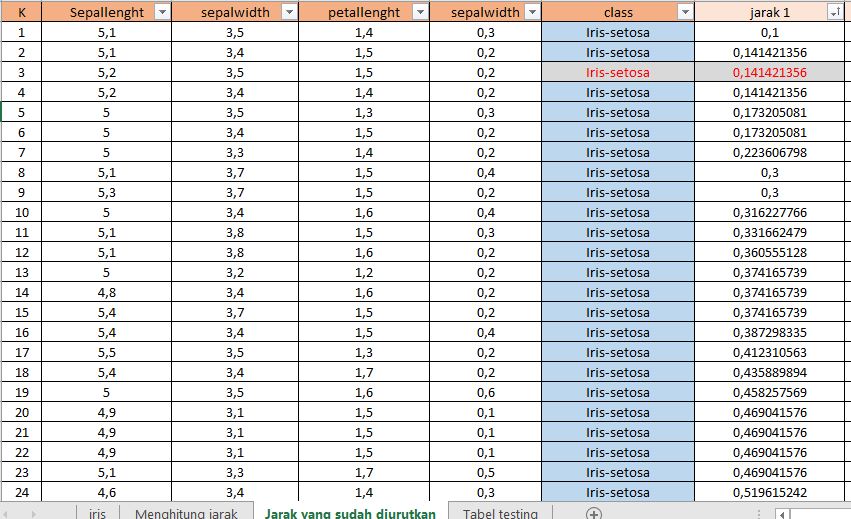 K Sepallenght sepalwidth petallenght sepalwidth class jarak 1
1 5,1 3,5 1,4 0,3 Iris-setosa 0,1
2 5,1 3,4 1,5 0,2 Iris-setosa 0,141421356
3 5,2 3,5 1,5 0,2 Iris-setosa 0,141421356
4 5,2 3,4 1,4 0,2 Iris-setosa 0,141421356
5 5 3,5 1,3 0,3 Iris-setosa 0,173205081
6 5 3,4 1,5 0,2 Iris-setosa 0,173205081
7 5 3,3 1,4 0,2 Iris-setosa 0,223606798
8 5,1 3,7 1,5 0,4 Iris-setosa 0,3
9 5,3 3,7 1,5 0,2 Iris-setosa 0,3
10 5 3,4 1,6 0,4 Iris-setosa 0,316227766
11 5,1 3,8 1,5 0,3 Iris-setosa 0,331662479
12 5,1 3,8 1,6 0,2 Iris-setosa 0,360555128
13 5 3,2 1,2 0,2 Iris-setosa 0,374165739
14 4,8 3,4 1,6 0,2 Iris-setosa 0,374165739
15 5,4 3,7 1,5 0,2 Iris-setosa 0,374165739
16 5,4 3,4 1,5 0,4 Iris-setosa 0,387298335
17 5,5 3,5 1,3 0,2 Iris-setosa 0,412310563
18 5,4 3,4 1,7 0,2 Iris-setosa 0,435889894
19 5 3,5 1,6 0,6 Iris-setosa 0,458257569
20 4,9 3,1 1,5 0,1 Iris-setosa 0,469041576
21 4,9 3,1 1,5 0,1 Iris-setosa 0,469041576
22 4,9 3,1 1,5 0,1 Iris-setosa 0,469041576
23 5,1 3,3 1,7 0,5 Iris-setosa 0,469041576
24 4,6 3,4 1,4 0,3 Iris-setosa 0,519615242
iris Menghitung jarak Jarak yang sudah diurutkan Tabel testing